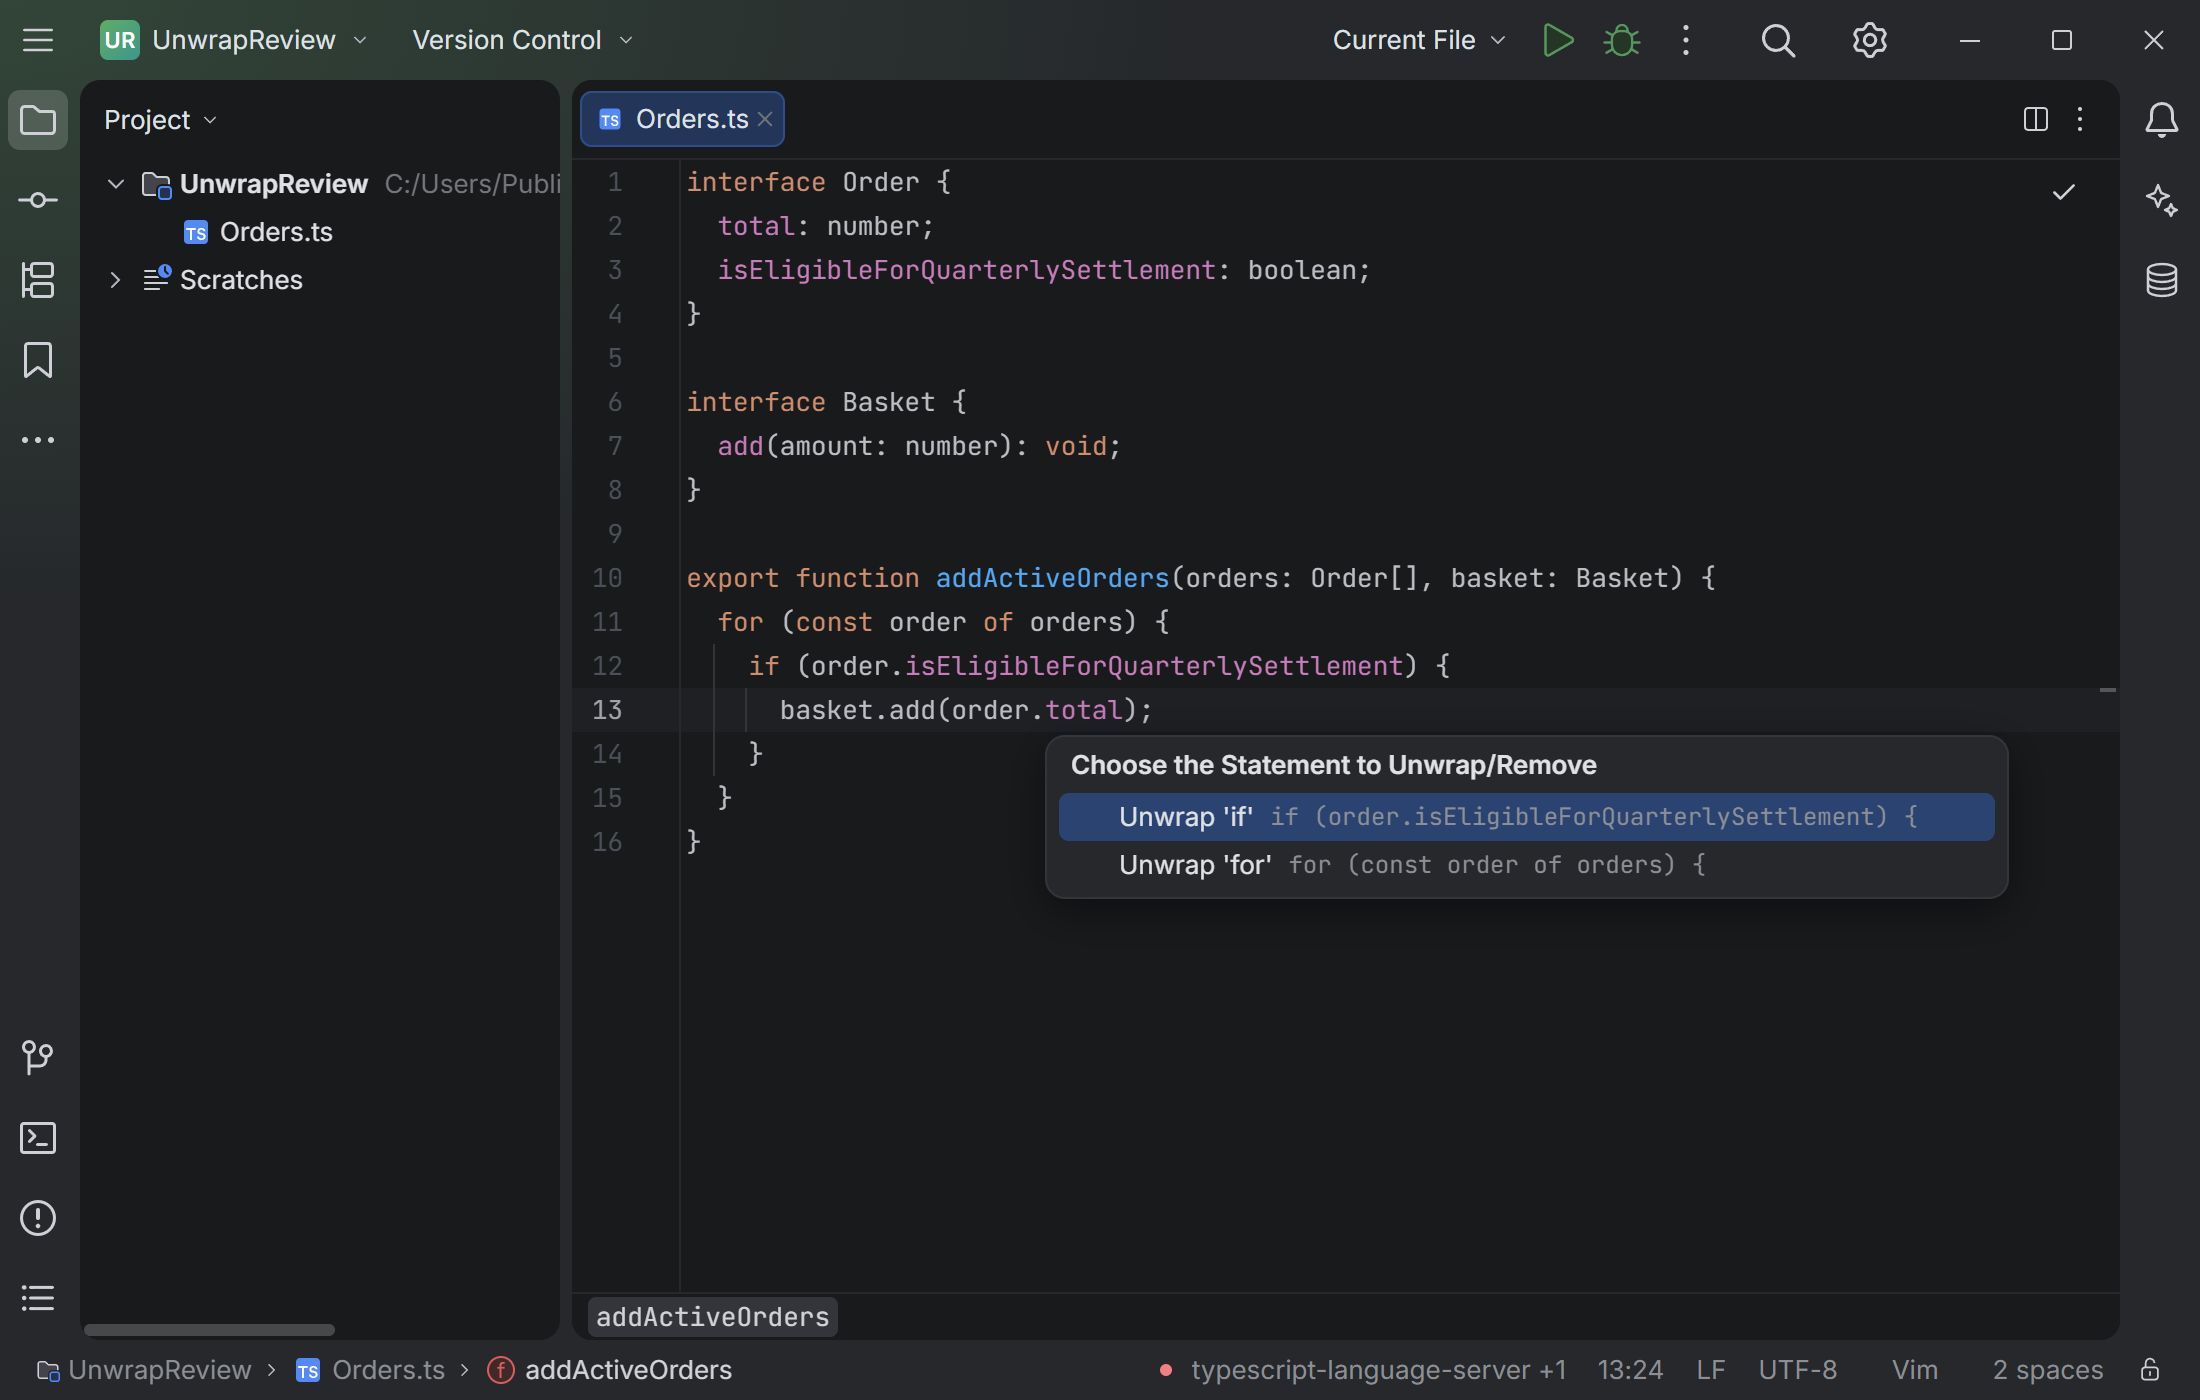 UR UnwrapReview Version Control Current File
Project
UnwrapReview C:/Users/Publi
TS Orders.ts
Scratches
TS Orders.ts
1 interface Order {
2 total: number;
3 isEligibleForQuarterlySettlement: boolean;
4 }
5
6 interface Basket {
7 add(amount: number): void;
8 }
9
10 export function addActiveOrders(orders: Order[], basket: Basket) {
11 for (const order of orders) {
12 if (order.isEligibleForQuarterlySettlement) {
13 basket.add(order.total);
14 }
15 }
16 }
Choose the Statement to Unwrap/Remove
Unwrap 'if' if (order.isEligibleForQuarterlySettlement) {
Unwrap 'for' for (const order of orders) {
addActiveOrders
UnwrapReview TS Orders.ts f addActiveOrders typescript-language-server +1 13:24 LF UTF-8 Vim 2 spaces